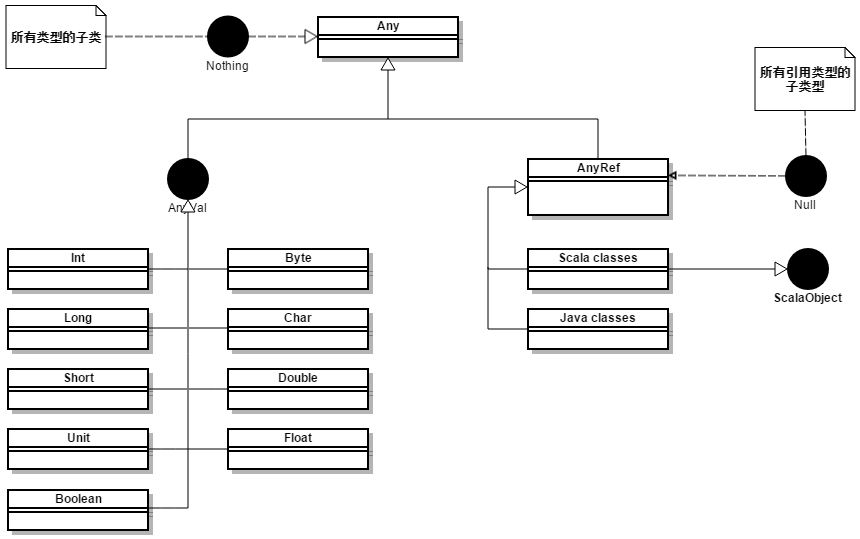 所有类型的子类
Nothing
Any
所有引用类型的
子类型
AnyVal
AnyRef
Null
Int
Byte
Scala classes
ScalaObject
Long
Char
Java classes
Short
Double
Unit
Float
Boolean